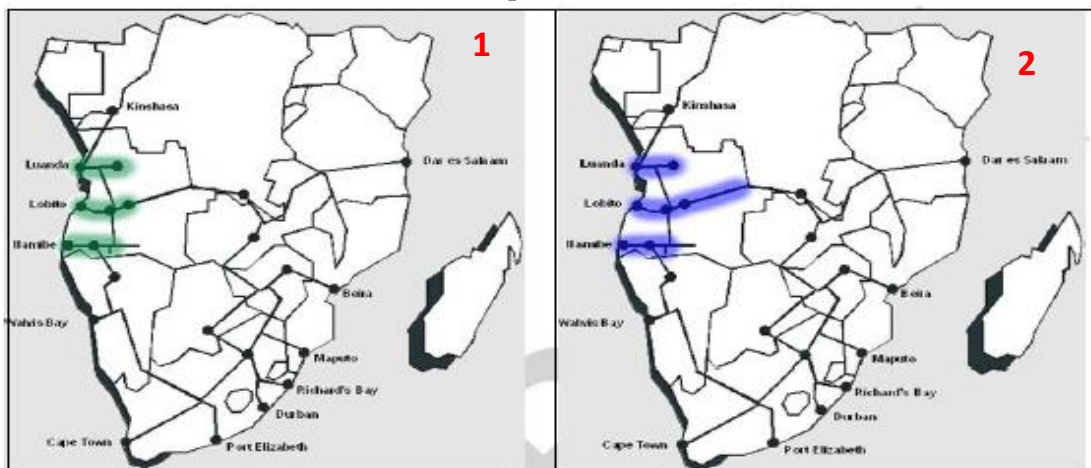 1
Kinshasa
Luanda
Dar es Salaam
Lobito
Namibe
Beira
Walvis Bay
Maputo
Richard's Bay
Durban
Cape Town
Port Elizabeth
2
Kinshasa
Luanda
Dar es Salaam
Lobito
Namibe
Beira
Walvis Bay
Maputo
Richard's Bay
Durban
Cape Town
Port Elizabeth